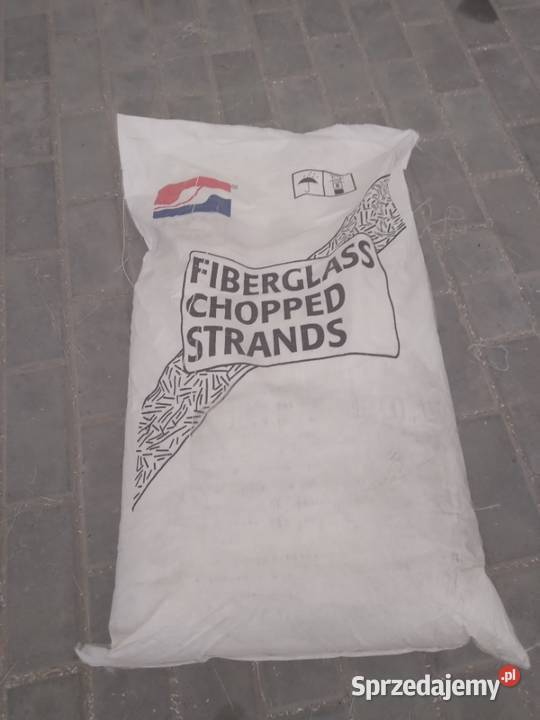 FIBERGLASS
CHOPPED
STRANDS
Sprzedajemy.pl